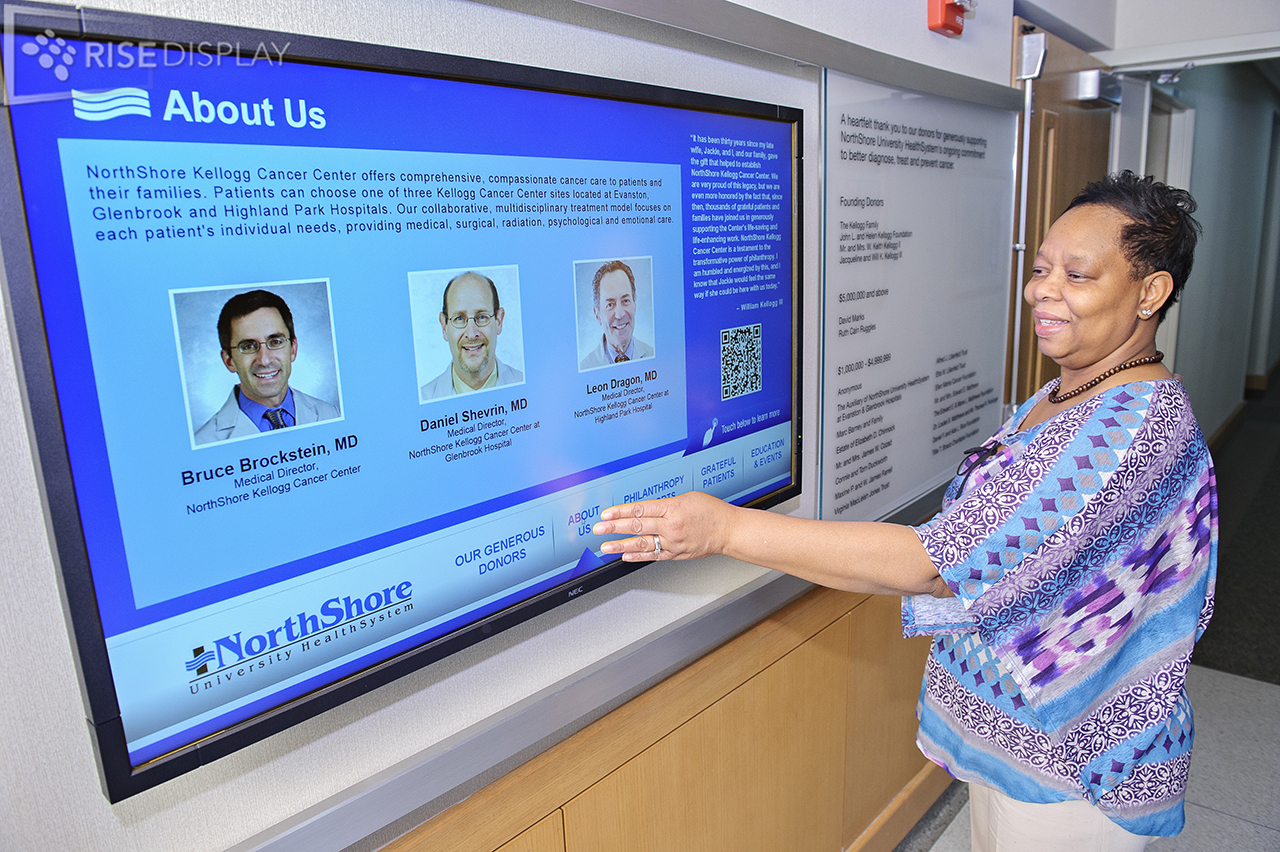 RISEDISPLAY
About Us
NorthShore Kellogg Cancer Center offers comprehensive, compassionate cancer care to patients and
their families. Patients can choose one of three Kellogg Cancer Center sites located at Evanston,
Glenbrook and Highland Park Hospitals. Our collaborative, multidisciplinary treatment model focuses on
each patient's individual needs, providing medical, surgical, radiation, psychological and emotional care.
Bruce Brockstein, MD
Medical Director,
NorthShore Kellogg Cancer Center
Daniel Shevrin, MD
Medical Director,
NorthShore Kellogg Cancer Center at
Glenbrook Hospital
Leon Dragon, MD
Medical Director,
NorthShore Kellogg Cancer Center at
Highland Park Hospital
"It has been thirty years since my late
wife, Jackie, and I, and our family, gave
the gift that helped to establish
NorthShore Kellogg Cancer Center. We
are very proud of this legacy, but we are
even more honored by the fact that, since
then, thousands of grateful patients and
families have joined us in generously
supporting the Center's life-saving and
life-enhancing work. NorthShore Kellogg
Cancer Center is a testament to the
transformative power of philanthropy. I
am humbled and energized by this, and I
know that Jackie would feel the same
way if she could be here with us today."
– William Kellogg III
Touch below to learn more
OUR GENEROUS
DONORS
ABOUT
US
PHILANTHROPY
GRATEFUL
PATIENTS
EDUCATION
& EVENTS
NorthShore
University HealthSystem
NEC
A heartfelt thank you to our donors for generously supporting
NorthShore University HealthSystem's ongoing commitment
to better diagnose, treat and prevent cancer.
Founding Donors
The Kellogg Family
John L. and Helen Kellogg Foundation
Mr. and Mrs. W. Keith Kellogg II
Jacqueline and Will K. Kellogg III
$5,000,000 and above
David Marks
Ruth Cain Ruggles
$1,000,000 - $4,999,999
Anonymous
The Auxiliary of NorthShore University HealthSystem
at Evanston & Glenbrook Hospitals
Marc Berney and Family
Estate of Elizabeth D. Chinnock
Mr. and Mrs. James W. Cozad
Connie and Tom Duckworth
Maxine P. and W. James Farrell
Virginia MacLeish Jones Trust